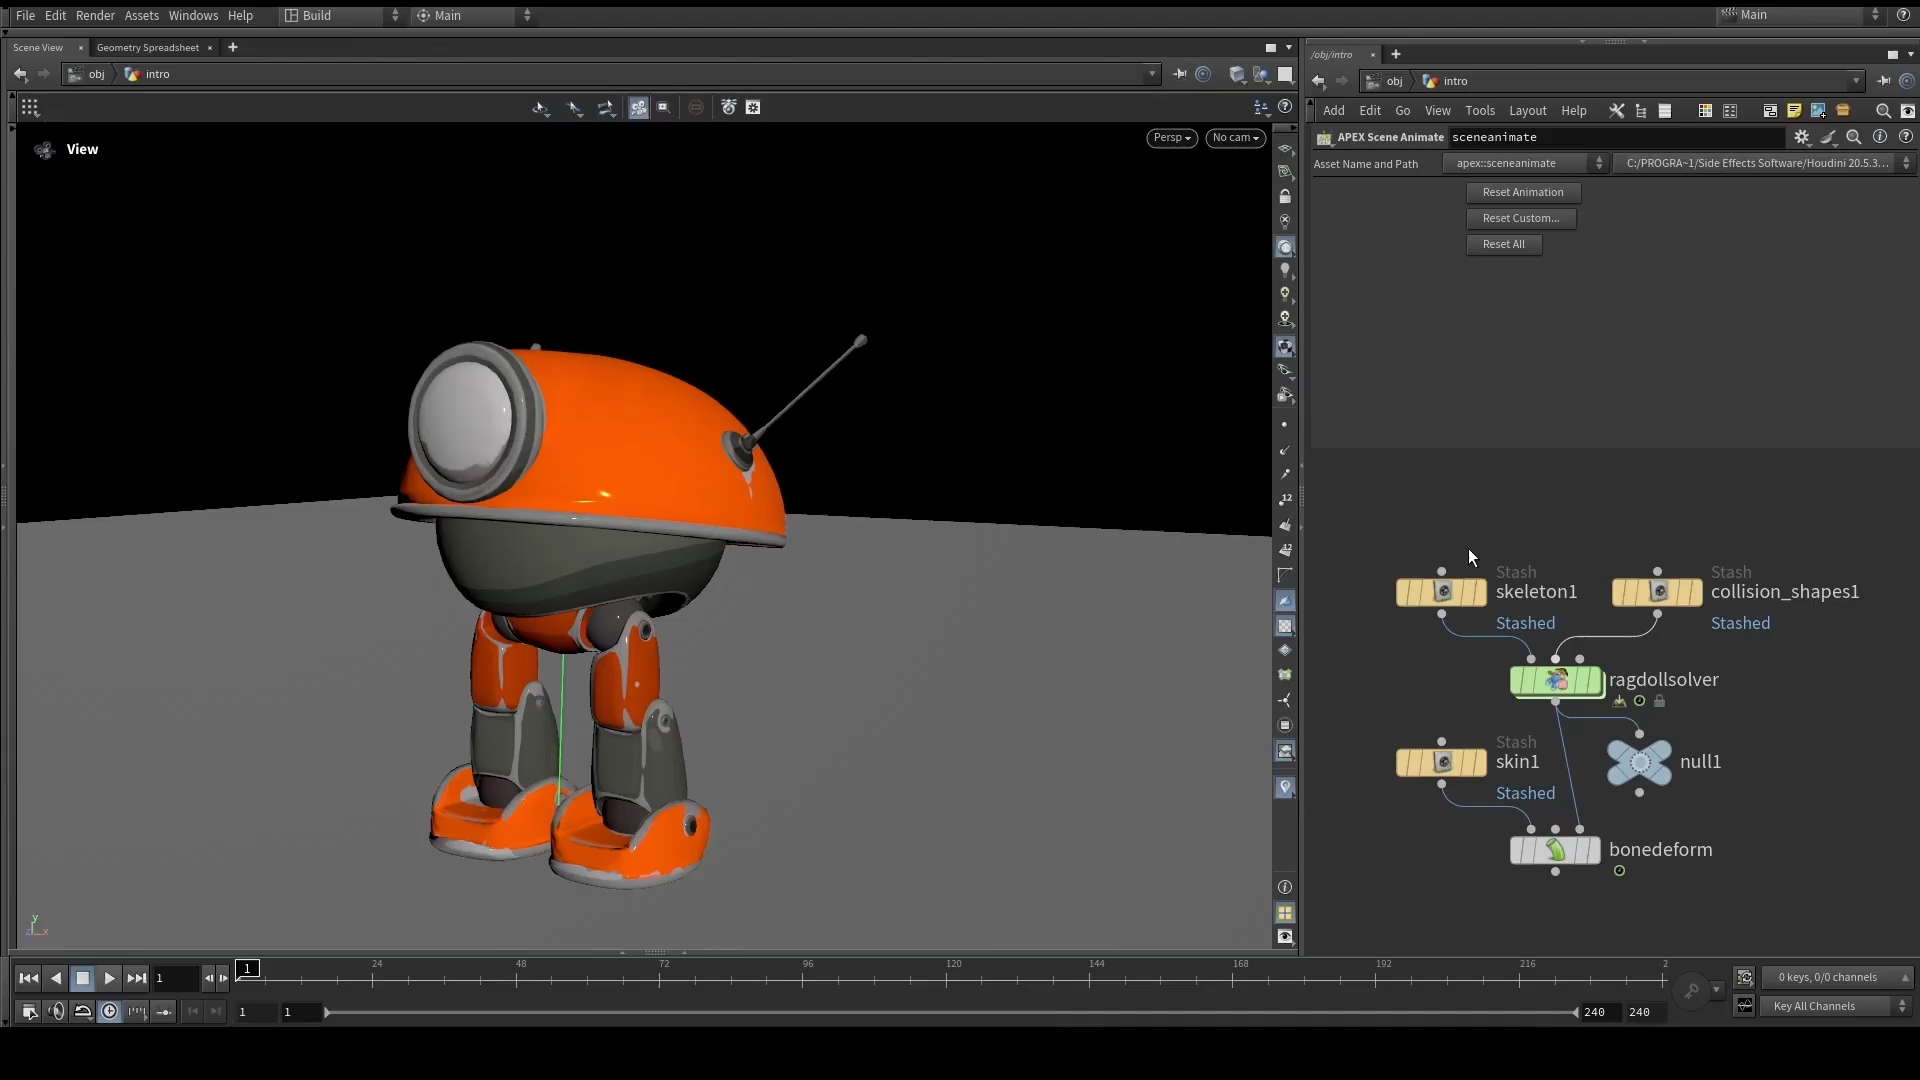 File Edit Render Assets Windows Help Build Main Main
Scene View × Geometry Spreadsheet × +
obj intro
View
Persp No cam
12
12
y
z x
/obj/intro × +
obj intro
Add Edit Go View Tools Layout Help
APEX Scene Animate sceneanimate
Asset Name and Path apex::sceneanimate C:/PROGRA~1/Side Effects Software/Houdini 20.5.3...
Reset Animation
Reset Custom...
Reset All
Stash
skeleton1
Stashed
Stash
collision_shapes1
Stashed
ragdollsolver
Stash
skin1
Stashed
null1
bonedeform
1 1 24 48 72 96 120 144 168 192 216 2
0 keys, 0/0 channels
1 1 240 240
Key All Channels